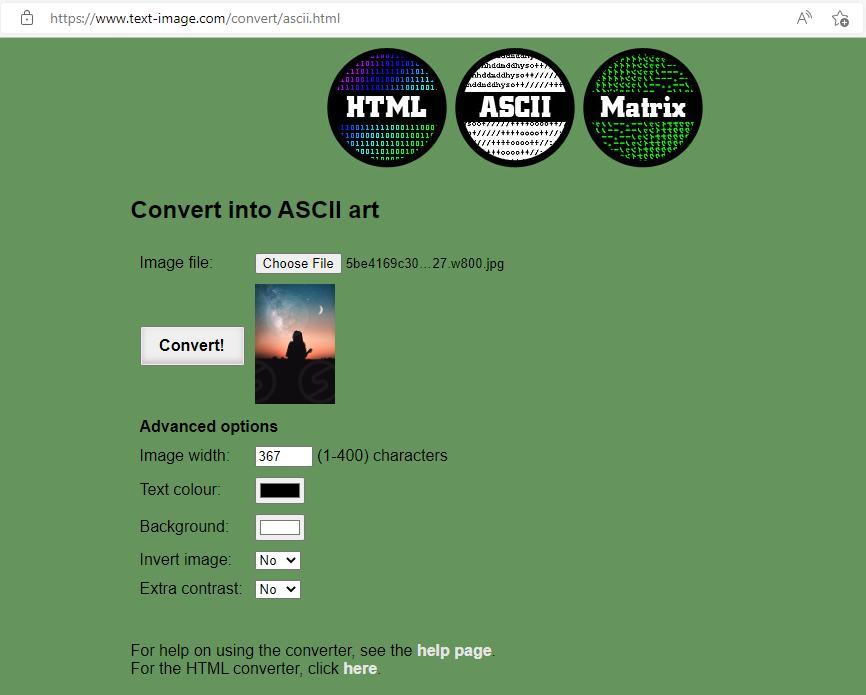 https://www.text-image.com/convert/ascii.html
HTML
ASCII
Matrix
Convert into ASCII art
Image file:
Choose File 5be4169c30...27.w800.jpg
Convert!
Advanced options
Image width: 367 (1-400) characters
Text colour:
Background:
Invert image: No
Extra contrast: No
For help on using the converter, see the help page.
For the HTML converter, click here.